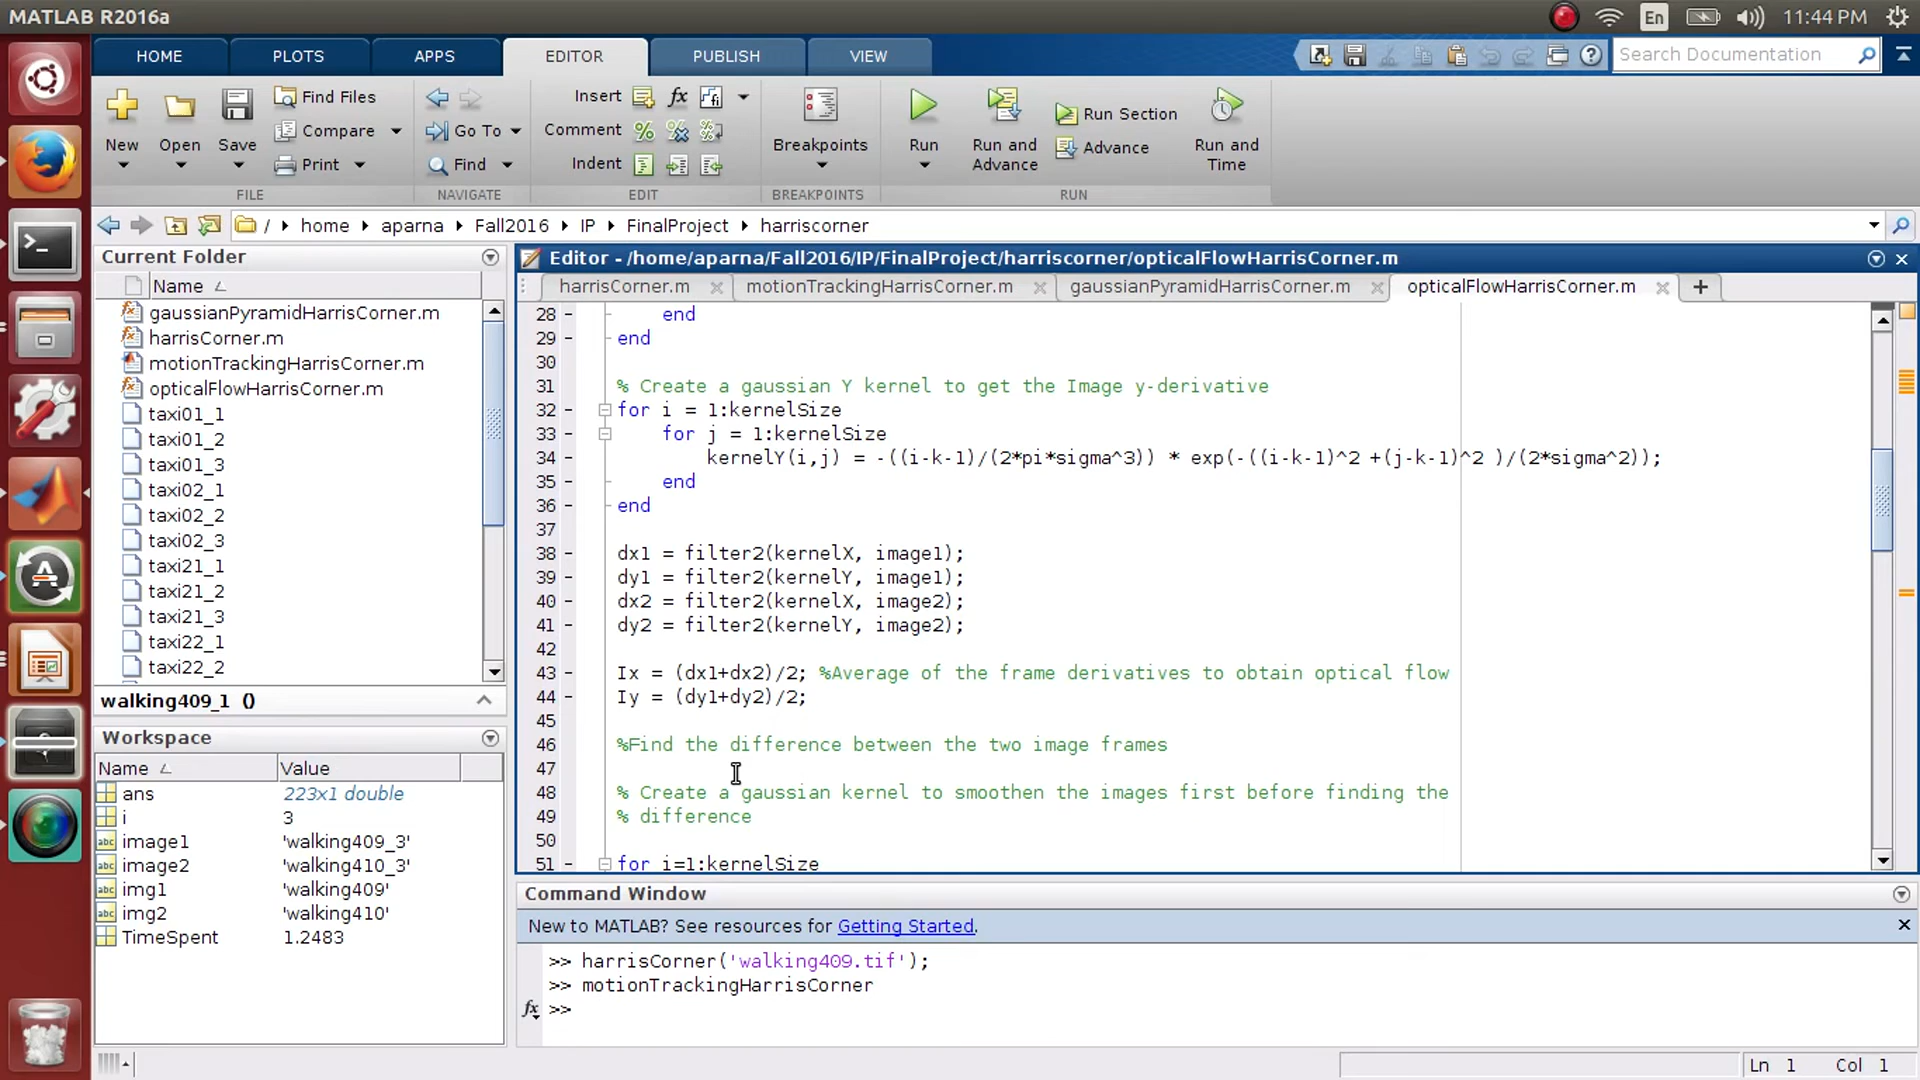 MATLAB R2016a
En
11:44 PM
HOME
PLOTS
APPS
EDITOR
PUBLISH
VIEW
Search Documentation
New
Open
Save
Find Files
Compare
Print
Go To
Find
Insert
fx
Comment
Indent
Breakpoints
Run
Run and
Advance
Run Section
Advance
Run and
Time
FILE
NAVIGATE
EDIT
BREAKPOINTS
RUN
/ home aparna Fall2016 IP FinalProject harriscorner
Current Folder
Name
gaussianPyramidHarrisCorner.m
harrisCorner.m
motionTrackingHarrisCorner.m
opticalFlowHarrisCorner.m
taxi01_1
taxi01_2
taxi01_3
taxi02_1
taxi02_2
taxi02_3
taxi21_1
taxi21_2
taxi21_3
taxi22_1
taxi22_2
walking409_1 ()
Workspace
Name Value
ans 223x1 double
i 3
image1 'walking409_3'
image2 'walking410_3'
img1 'walking409'
img2 'walking410'
TimeSpent 1.2483
Editor - /home/aparna/Fall2016/IP/FinalProject/harriscorner/opticalFlowHarrisCorner.m
harrisCorner.m
motionTrackingHarrisCorner.m
gaussianPyramidHarrisCorner.m
opticalFlowHarrisCorner.m
28 - end
29 - end
30
31 % Create a gaussian Y kernel to get the Image y-derivative
32 - for i = 1:kernelSize
33 - for j = 1:kernelSize
34 - kernelY(i,j) = -((i-k-1)/(2*pi*sigma^3)) * exp(-((i-k-1)^2 +(j-k-1)^2 )/(2*sigma^2));
35 - end
36 - end
37
38 - dx1 = filter2(kernelX, image1);
39 - dy1 = filter2(kernelY, image1);
40 - dx2 = filter2(kernelX, image2);
41 - dy2 = filter2(kernelY, image2);
42
43 - Ix = (dx1+dx2)/2; %Average of the frame derivatives to obtain optical flow
44 - Iy = (dy1+dy2)/2;
45
46 %Find the difference between the two image frames
47
48 % Create a gaussian kernel to smoothen the images first before finding the
49 % difference
50
51 - for i=1:kernelSize
Command Window
New to MATLAB? See resources for Getting Started.
>> harrisCorner('walking409.tif');
>> motionTrackingHarrisCorner
fx >>
Ln 1 Col 1